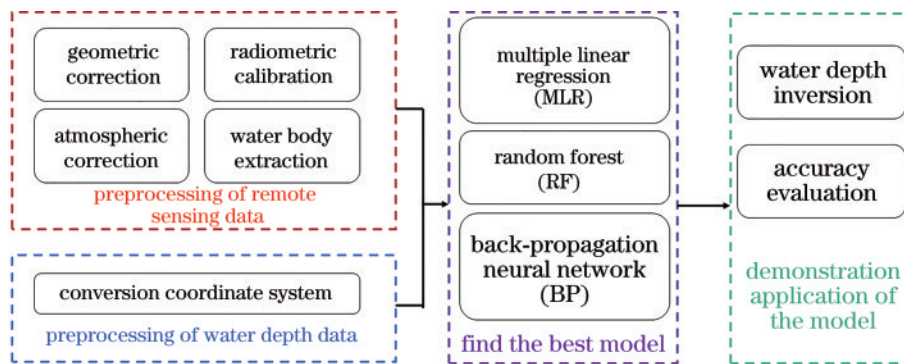 geometric
correction
radiometric
calibration
atmospheric
correction
water body
extraction
preprocessing of remote
sensing data
conversion coordinate system
preprocessing of water depth data
multiple linear
regression
(MLR)
random forest
(RF)
back-propagation
neural network
(BP)
find the best model
water depth
inversion
accuracy
evaluation
demonstration
application of
the model